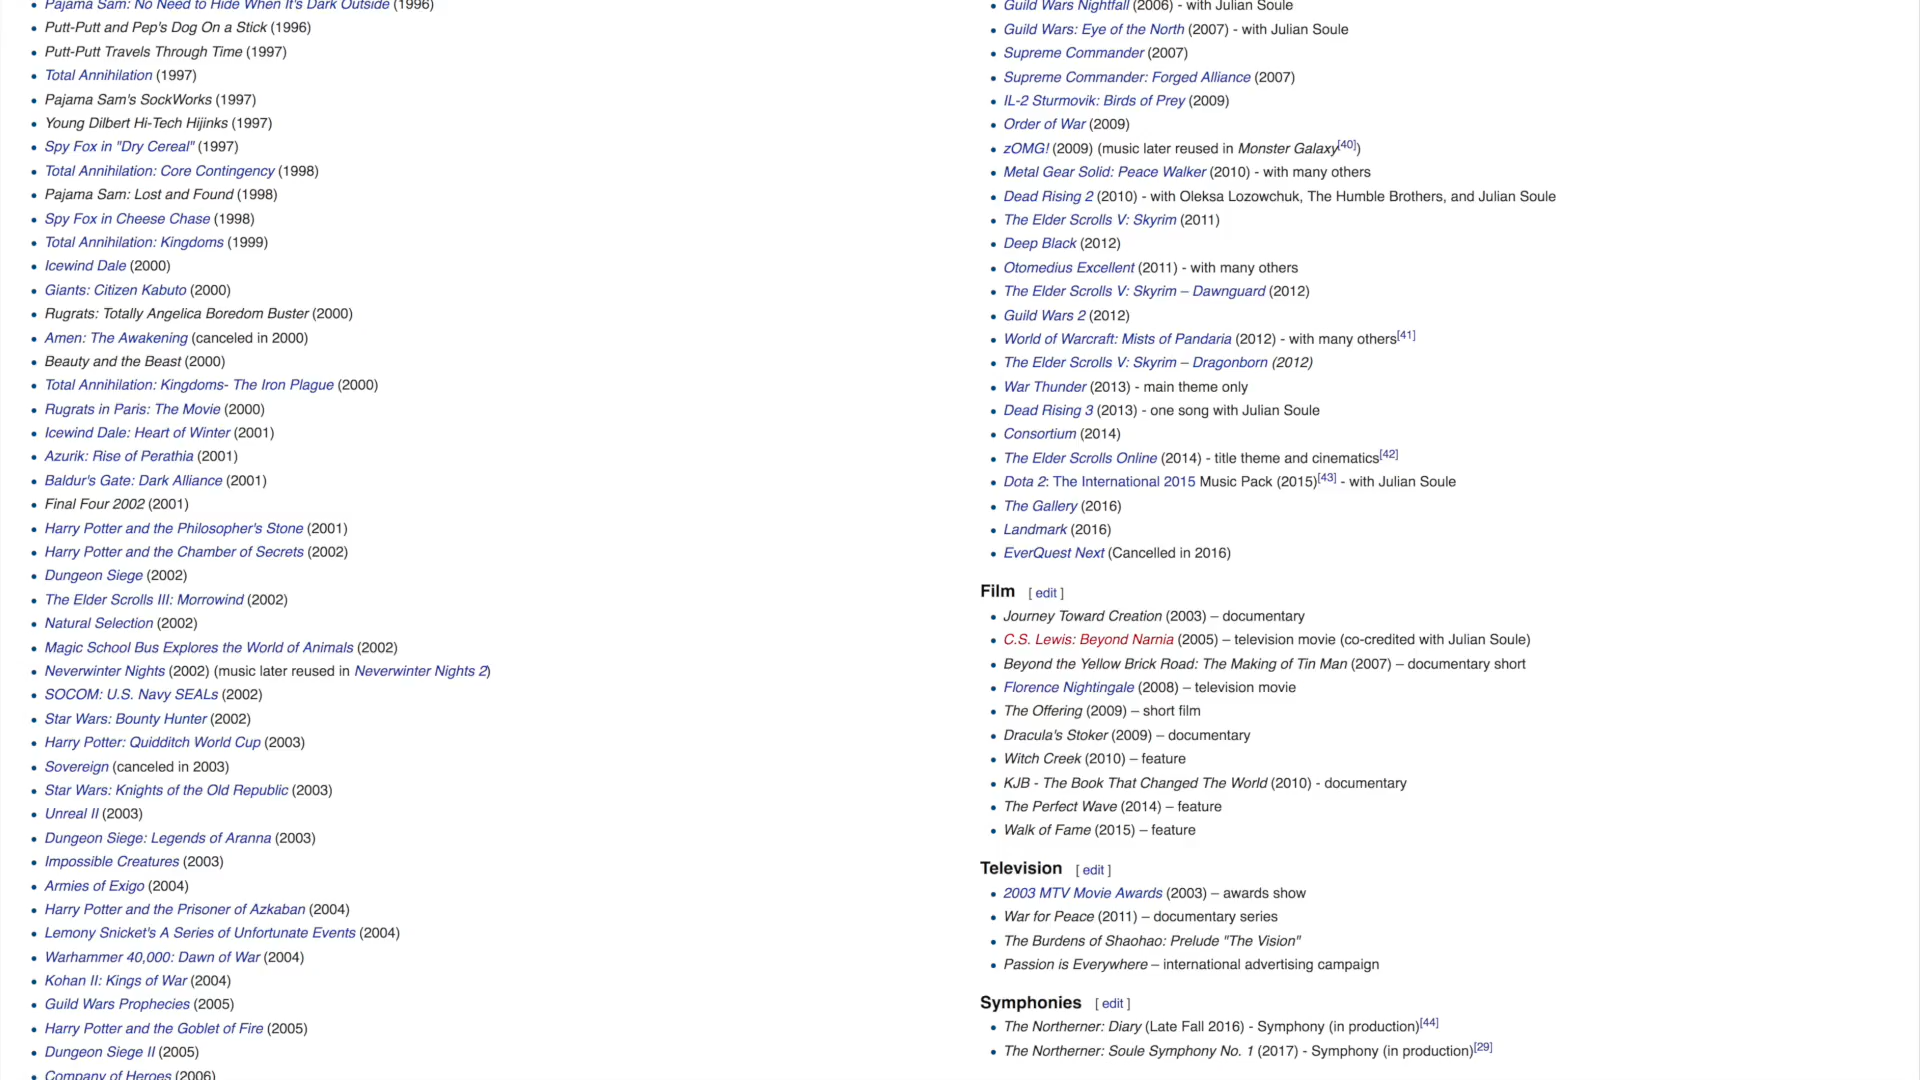 Pajama Sam: No Need to Hide When It's Dark Outside (1996)
Putt-Putt and Pep's Dog On a Stick (1996)
Putt-Putt Travels Through Time (1997)
Total Annihilation (1997)
Pajama Sam's SockWorks (1997)
Young Dilbert Hi-Tech Hijinks (1997)
Spy Fox in "Dry Cereal" (1997)
Total Annihilation: Core Contingency (1998)
Pajama Sam: Lost and Found (1998)
Spy Fox in Cheese Chase (1998)
Total Annihilation: Kingdoms (1999)
Icewind Dale (2000)
Giants: Citizen Kabuto (2000)
Rugrats: Totally Angelica Boredom Buster (2000)
Amen: The Awakening (canceled in 2000)
Beauty and the Beast (2000)
Total Annihilation: Kingdoms- The Iron Plague (2000)
Rugrats in Paris: The Movie (2000)
Icewind Dale: Heart of Winter (2001)
Azurik: Rise of Perathia (2001)
Baldur's Gate: Dark Alliance (2001)
Final Four 2002 (2001)
Harry Potter and the Philosopher's Stone (2001)
Harry Potter and the Chamber of Secrets (2002)
Dungeon Siege (2002)
The Elder Scrolls III: Morrowind (2002)
Natural Selection (2002)
Magic School Bus Explores the World of Animals (2002)
Neverwinter Nights (2002) (music later reused in Neverwinter Nights 2)
SOCOM: U.S. Navy SEALs (2002)
Star Wars: Bounty Hunter (2002)
Harry Potter: Quidditch World Cup (2003)
Sovereign (canceled in 2003)
Star Wars: Knights of the Old Republic (2003)
Unreal II (2003)
Dungeon Siege: Legends of Aranna (2003)
Impossible Creatures (2003)
Armies of Exigo (2004)
Harry Potter and the Prisoner of Azkaban (2004)
Lemony Snicket's A Series of Unfortunate Events (2004)
Warhammer 40,000: Dawn of War (2004)
Kohan II: Kings of War (2004)
Guild Wars Prophecies (2005)
Harry Potter and the Goblet of Fire (2005)
Dungeon Siege II (2005)
Company of Heroes (2006)
Guild Wars Nightfall (2006) - with Julian Soule
Guild Wars: Eye of the North (2007) - with Julian Soule
Supreme Commander (2007)
Supreme Commander: Forged Alliance (2007)
IL-2 Sturmovik: Birds of Prey (2009)
Order of War (2009)
zOMG! (2009) (music later reused in Monster Galaxy[40])
Metal Gear Solid: Peace Walker (2010) - with many others
Dead Rising 2 (2010) - with Oleksa Lozowchuk, The Humble Brothers, and Julian Soule
The Elder Scrolls V: Skyrim (2011)
Deep Black (2012)
Otomedius Excellent (2011) - with many others
The Elder Scrolls V: Skyrim – Dawnguard (2012)
Guild Wars 2 (2012)
World of Warcraft: Mists of Pandaria (2012) - with many others[41]
The Elder Scrolls V: Skyrim – Dragonborn (2012)
War Thunder (2013) - main theme only
Dead Rising 3 (2013) - one song with Julian Soule
Consortium (2014)
The Elder Scrolls Online (2014) - title theme and cinematics[42]
Dota 2: The International 2015 Music Pack (2015)[43] - with Julian Soule
The Gallery (2016)
Landmark (2016)
EverQuest Next (Cancelled in 2016)
Film [ edit ]
Journey Toward Creation (2003) – documentary
C.S. Lewis: Beyond Narnia (2005) – television movie (co-credited with Julian Soule)
Beyond the Yellow Brick Road: The Making of Tin Man (2007) – documentary short
Florence Nightingale (2008) – television movie
The Offering (2009) – short film
Dracula's Stoker (2009) – documentary
Witch Creek (2010) – feature
KJB - The Book That Changed The World (2010) - documentary
The Perfect Wave (2014) – feature
Walk of Fame (2015) – feature
Television [ edit ]
2003 MTV Movie Awards (2003) – awards show
War for Peace (2011) – documentary series
The Burdens of Shaohao: Prelude "The Vision"
Passion is Everywhere – international advertising campaign
Symphonies [ edit ]
The Northerner: Diary (Late Fall 2016) - Symphony (in production)[44]
The Northerner: Soule Symphony No. 1 (2017) - Symphony (in production)[29]